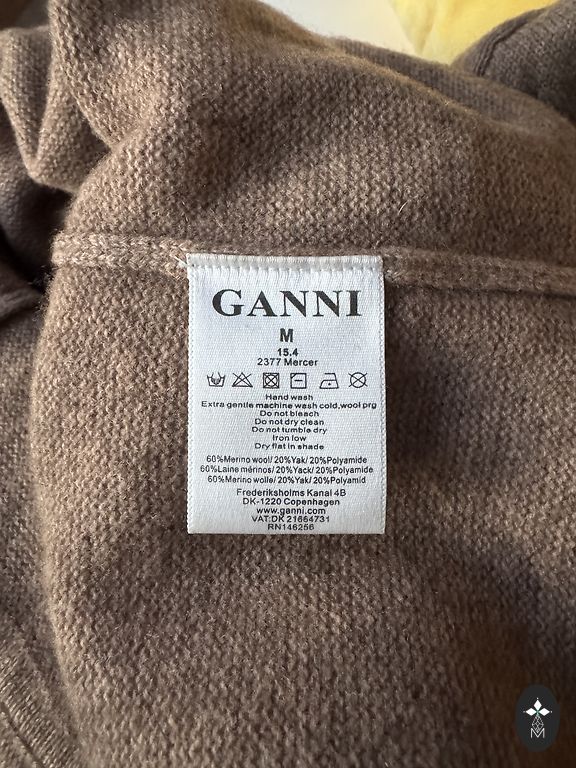 GANNI
M
15.4
2377 Mercer
Hand wash
Extra gentle machine wash cold,wool prg
Do not bleach
Do not dry clean
Do not tumble dry
Iron low
Dry flat in shade
60%Merino wool/ 20%Yak/ 20%Polyamide
60%Laine mérinos/ 20%Yack/ 20%Polyamide
60%Merino wolle/ 20%Yak/ 20%Polyamid
Frederiksholms Kanal 4B
DK-1220 Copenhagen
www.ganni.com
VAT:DK 21664731
RN146256
M